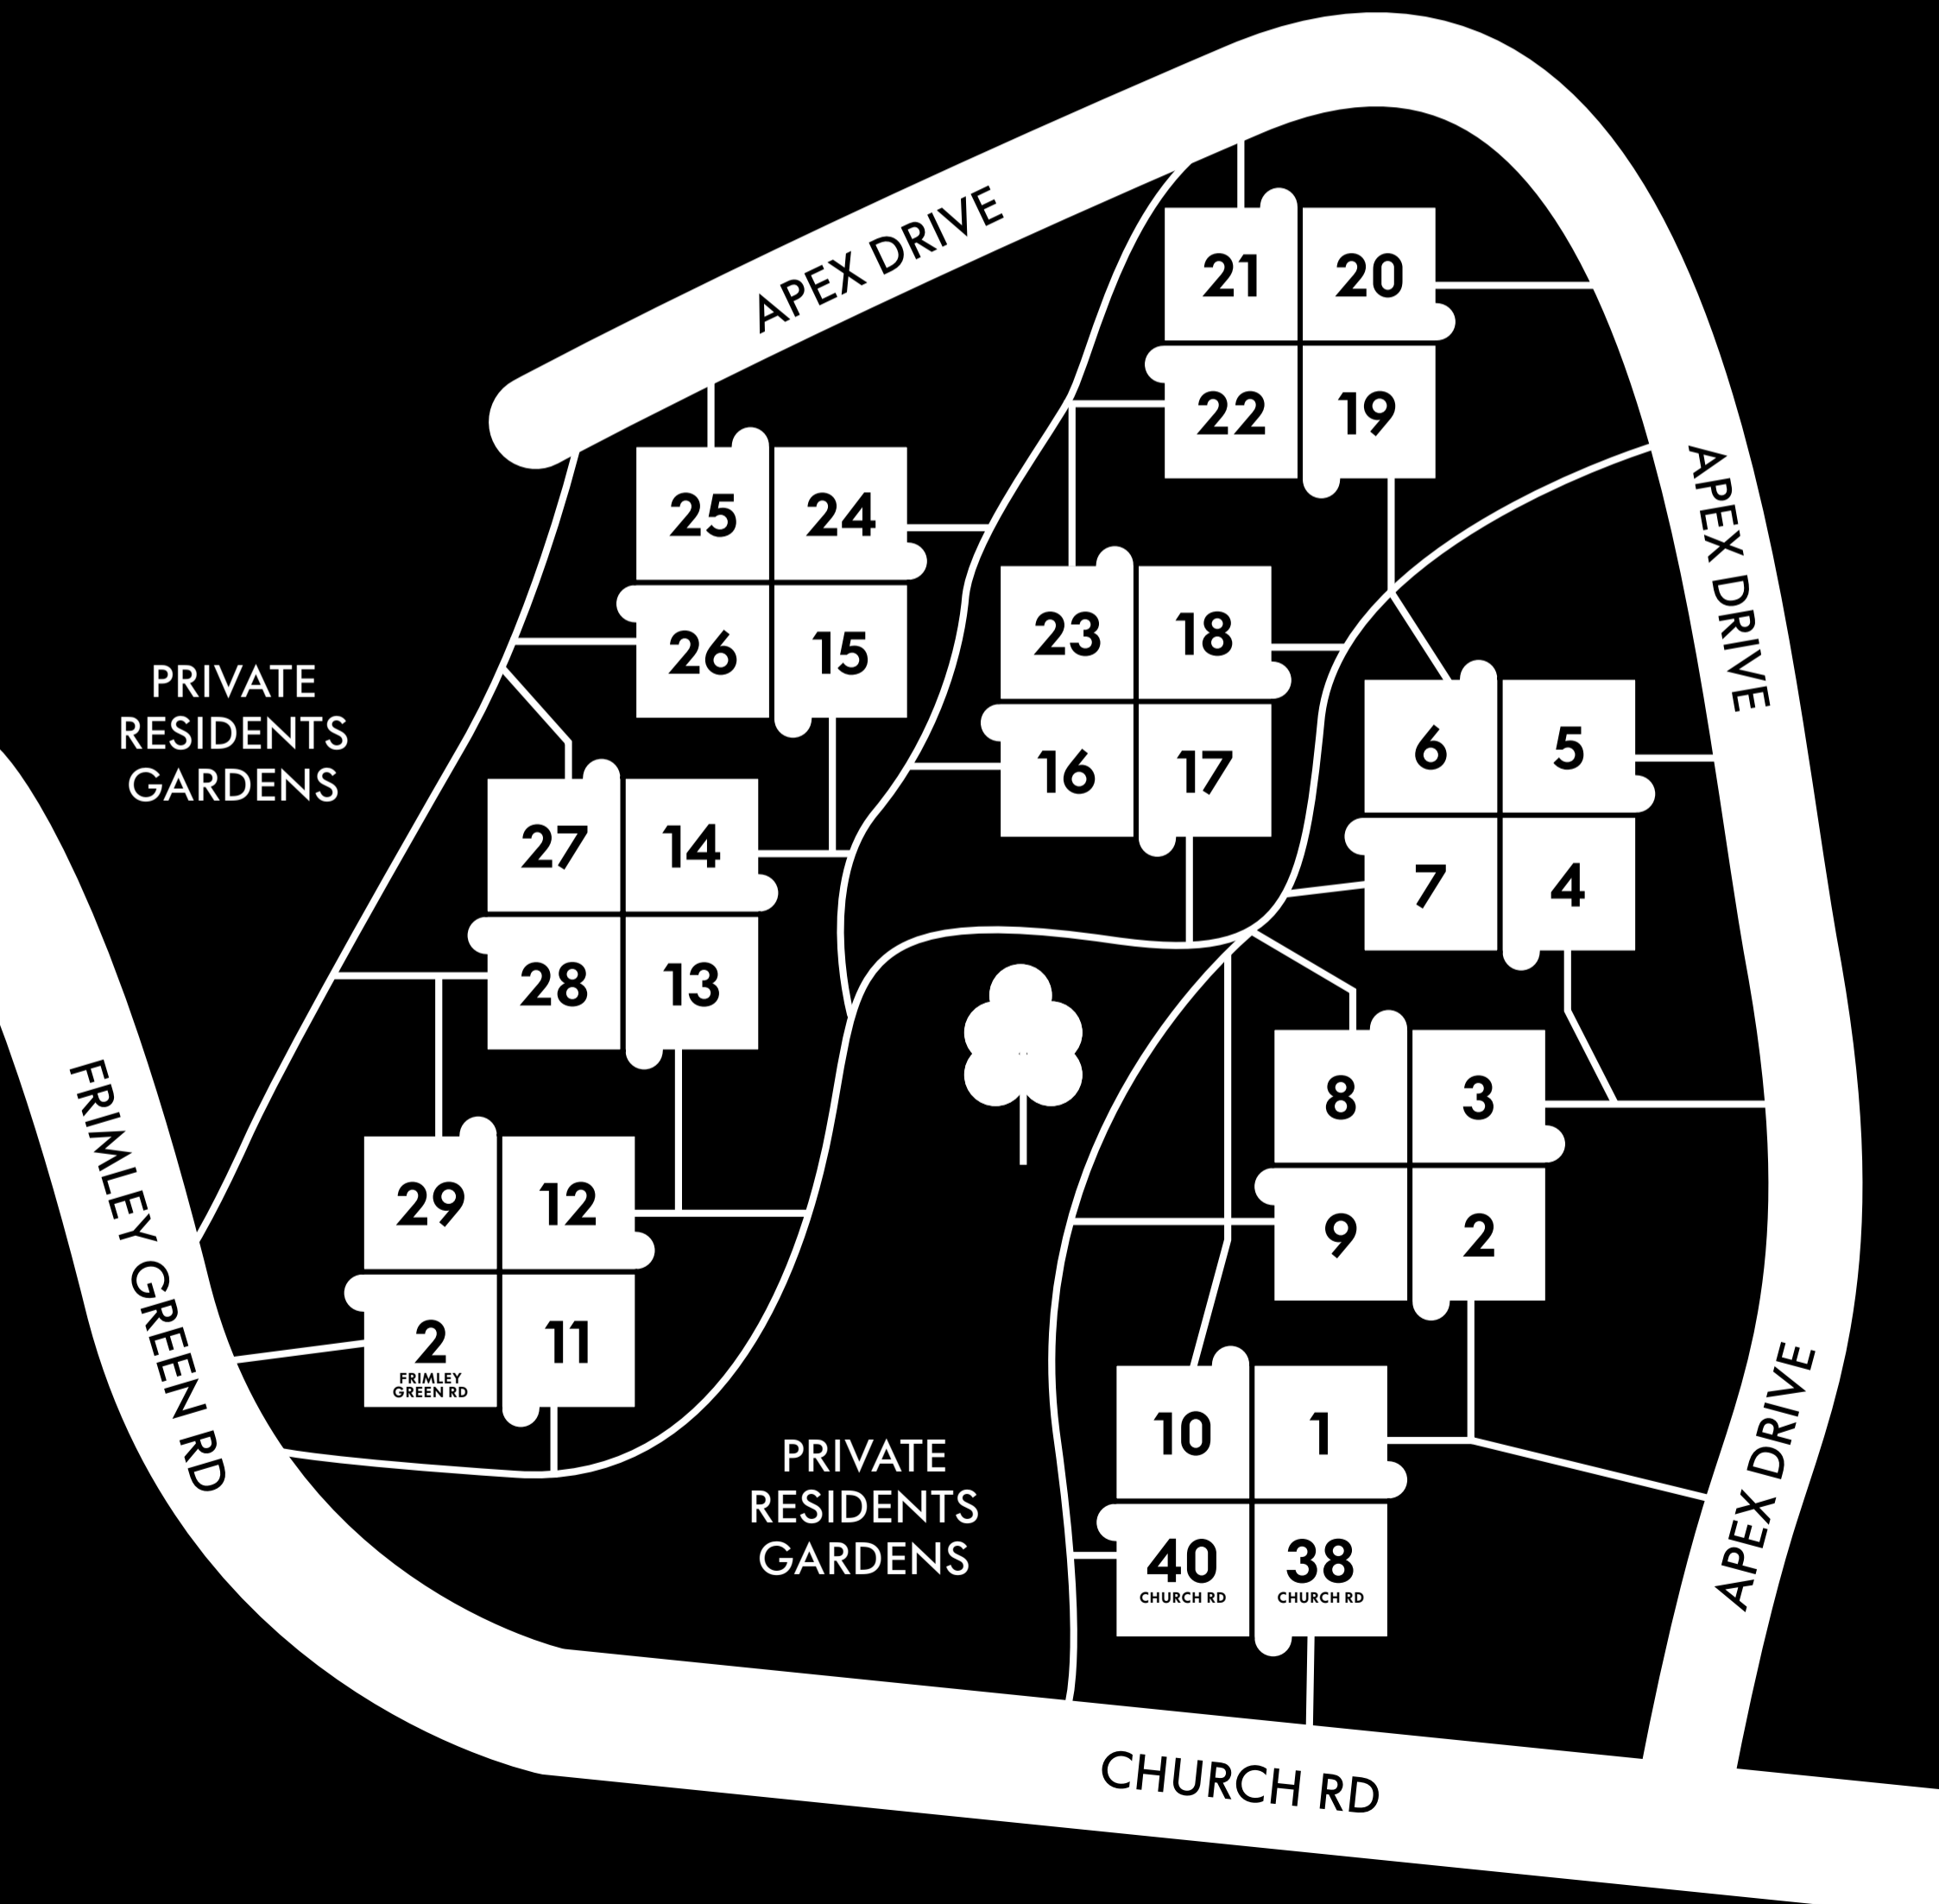 APEX DRIVE
21 20
22 19
APEX DRIVE
25 24
26 15
23 18
16 17
PRIVATE
RESIDENTS
GARDENS
6 5
7 4
27 14
28 13
8 3
9 2
FRIMLEY GREEN RD
29 12
2 11
FRIMLEY
GREEN RD
10 1
40 38
CHURCH RD CHURCH RD
PRIVATE
RESIDENTS
GARDENS
APEX DRIVE
CHURCH RD